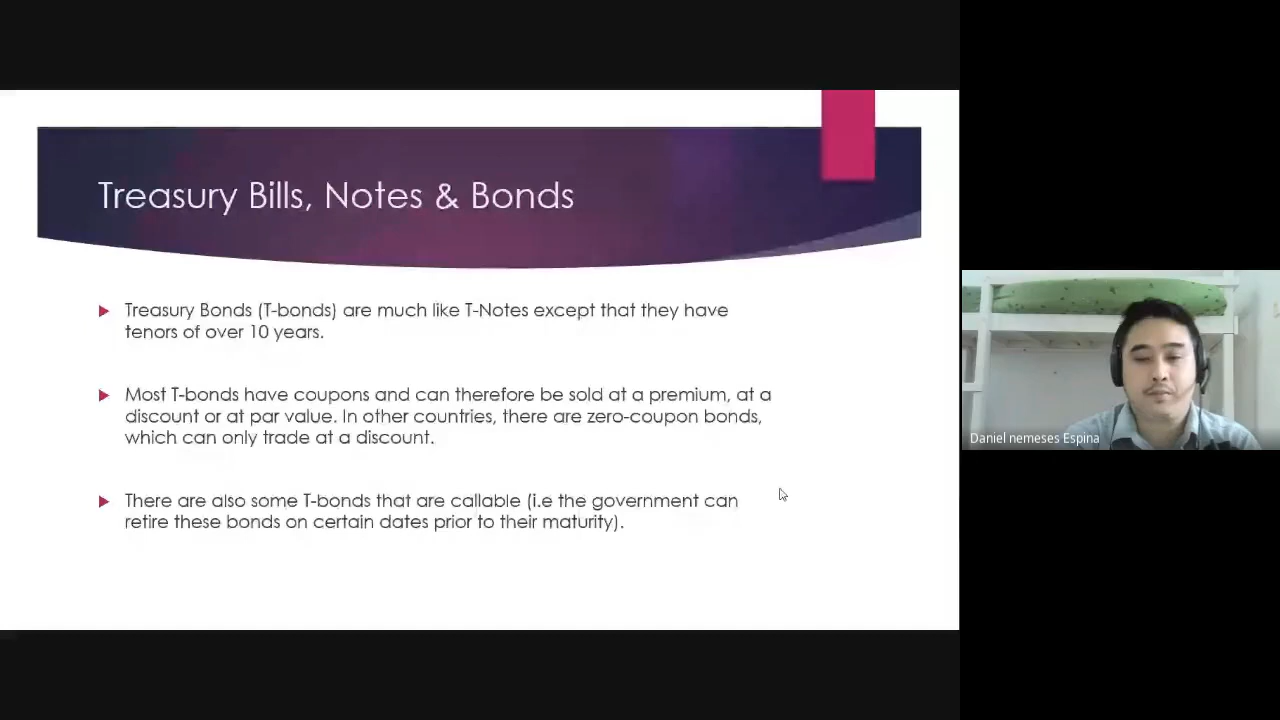 Treasury Bills, Notes & Bonds
Treasury Bonds (T-bonds) are much like T-Notes except that they have
tenors of over 10 years.
Most T-bonds have coupons and can therefore be sold at a premium, at a
discount or at par value. In other countries, there are zero-coupon bonds,
which can only trade at a discount.
There are also some T-bonds that are callable (i.e the government can
retire these bonds on certain dates prior to their maturity).
Daniel nemeses Espina